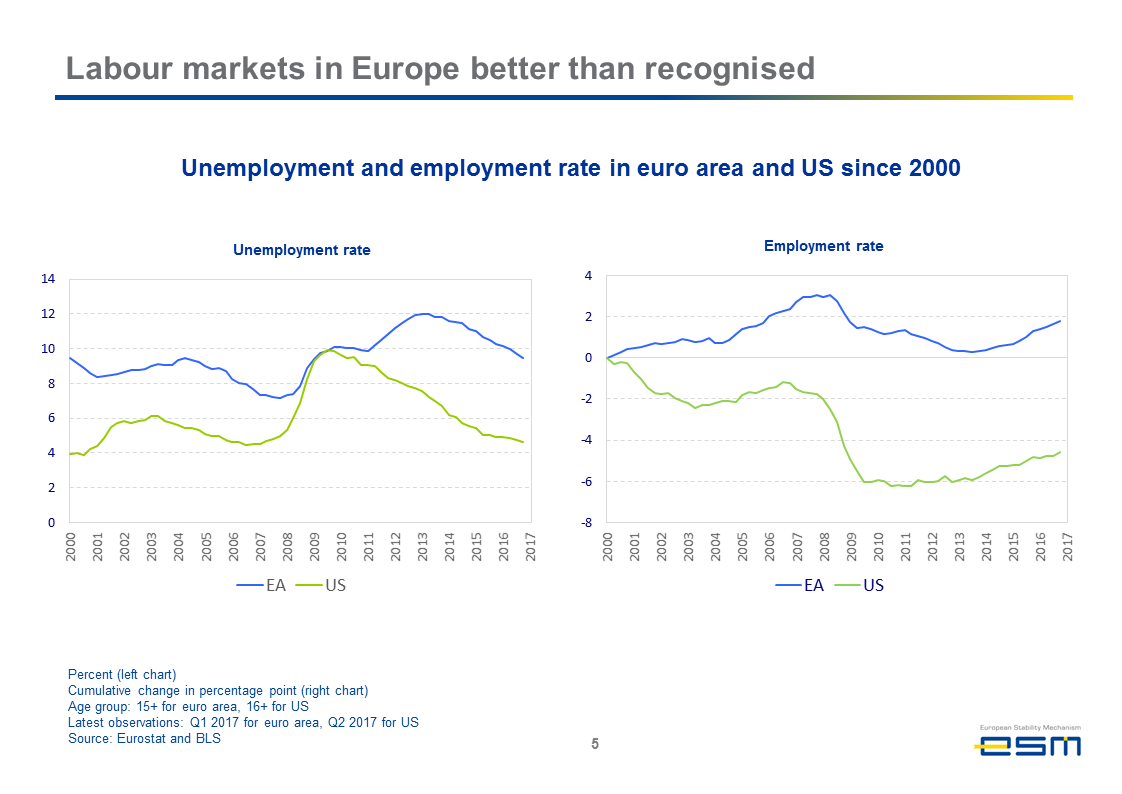 Labour markets in Europe better than recognised
Unemployment and employment rate in euro area and US since 2000
Unemployment rate
14
12
10
8
6
4
2
0
2000 2001 2002 2003 2004 2005 2006 2007 2008 2009 2010 2011 2012 2013 2014 2015 2016 2017
EA US
Employment rate
4
2
0
-2
-4
-6
-8
2000 2001 2002 2003 2004 2005 2006 2007 2008 2009 2010 2011 2012 2013 2014 2015 2016 2017
EA US
Percent (left chart)
Cumulative change in percentage point (right chart)
Age group: 15+ for euro area, 16+ for US
Latest observations: Q1 2017 for euro area, Q2 2017 for US
Source: Eurostat and BLS
5
European Stability Mechanism
esm